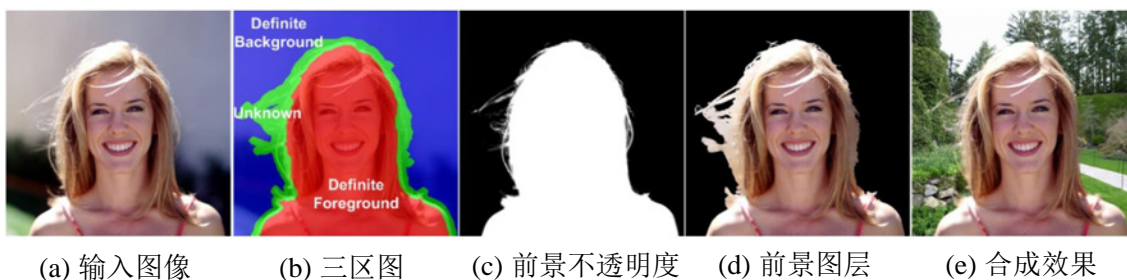 Definite
Background
Unknown
Definite
Foreground
(a) 输入图像 (b) 三区图 (c) 前景不透明度 (d) 前景图层 (e) 合成效果